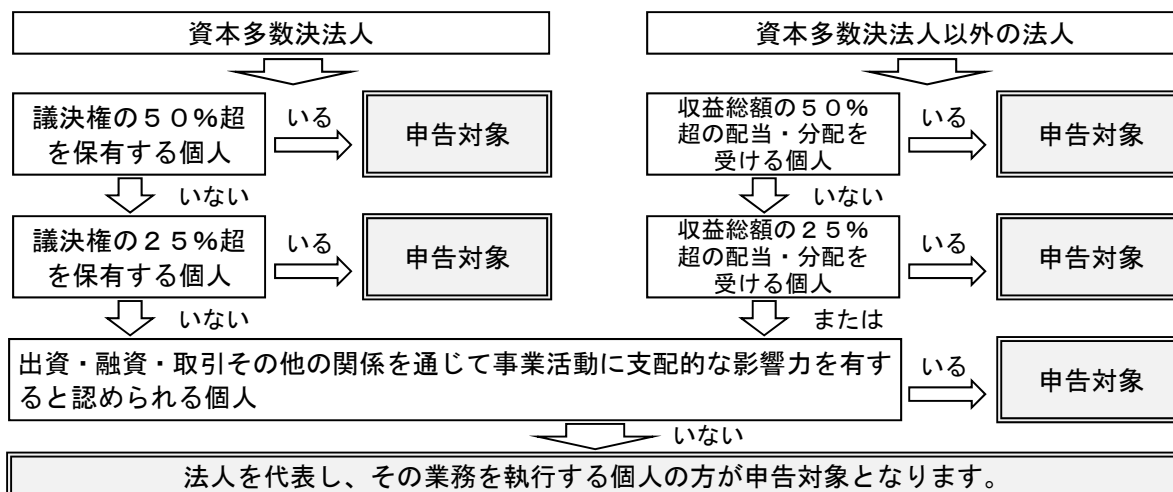 資本多数決法人
資本多数決法人以外の法人
議決権の５０％超
を保有する個人
いる
申告対象
収益総額の５０％
超の配当・分配を
受ける個人
いる
申告対象
いない
いない
議決権の２５％超
を保有する個人
いる
申告対象
収益総額の２５％
超の配当・分配を
受ける個人
いる
申告対象
いない
または
出資・融資・取引その他の関係を通じて事業活動に支配的な影響力を有す
ると認められる個人
いる
申告対象
いない
法人を代表し、その業務を執行する個人の方が申告対象となります。